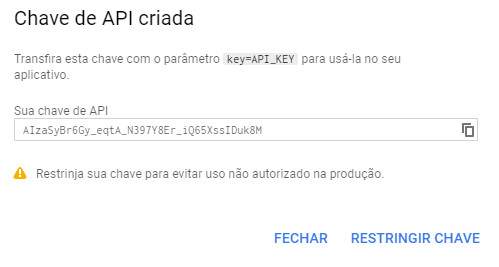 Chave de API criada
Transfira esta chave com o parâmetro key=API_KEY para usá-la no seu
aplicativo.
Sua chave de API
AIzaSyBr6Gy_eqtA_N397Y8Er_iQ65XssIDuk8M
Restrinja sua chave para evitar uso não autorizado na produção.
FECHAR RESTRINGIR CHAVE